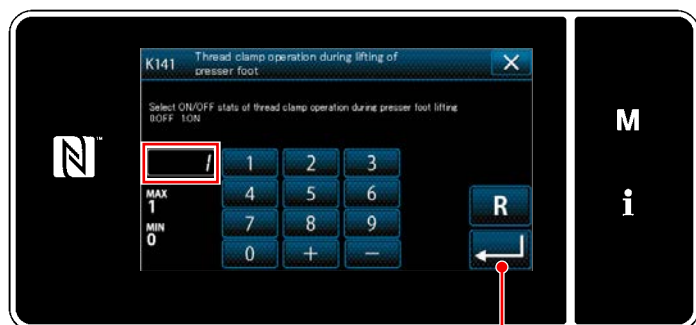 K141 Thread clamp operation during lifting of
presser foot
Select ON/OFF stats of thread clamp operation during presser foot lifting
0:OFF 1:ON
1
1 2 3
MAX
1
4 5 6
MIN
0
7 8 9
0 + −
R
M
i
N